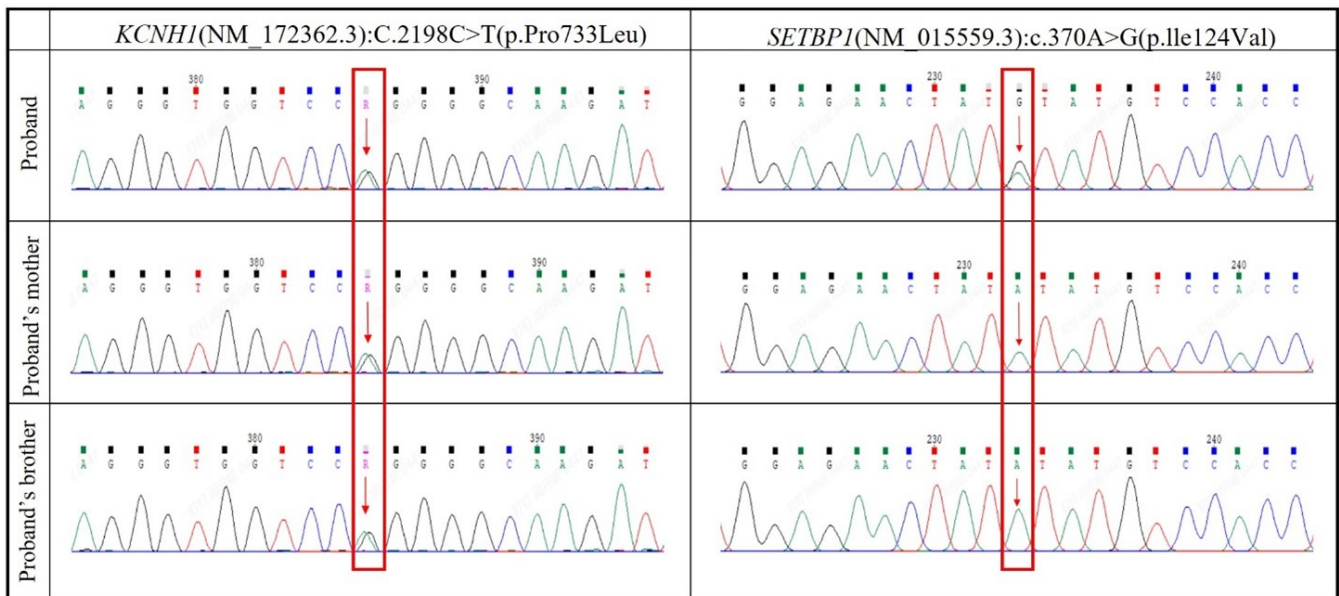 KCNH1(NM_172362.3):C.2198C>T(p.Pro733Leu)
SETBP1(NM_015559.3):c.370A>G(p.lle124Val)
Proband
380 390
A G G G T G G T C C R G G G G C A A G A T
230 240
G G A G A A C T A T G T A T G T C C A C C
Proband's mother
380 390
A G G G T G G T C C R G G G G C A A G A T
230 240
G G A G A A C T A T A T A T G T C C A C C
Proband's brother
380 390
A G G G T G G T C C R G G G G C A A G A T
230 240
G G A G A A C T A T A T A T G T C C A C C